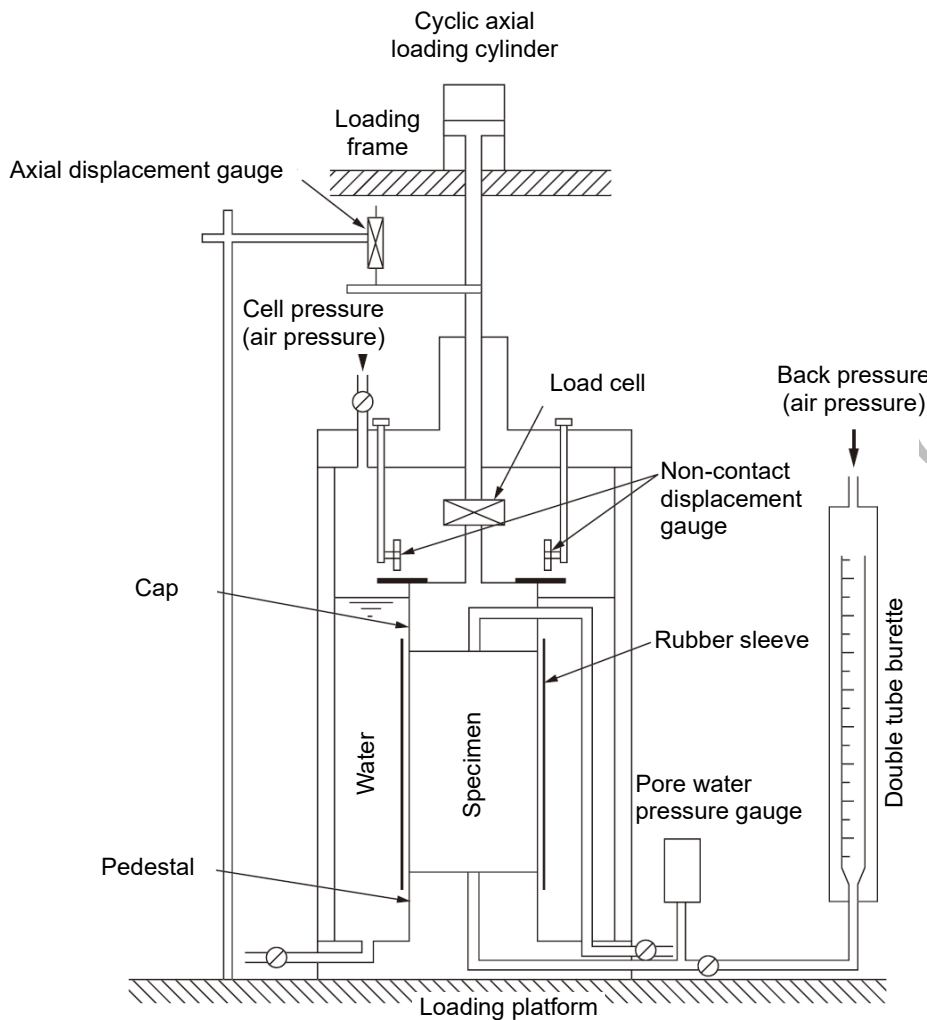 Cyclic axial
loading cylinder
Loading
frame
Axial displacement gauge
Cell pressure
(air pressure)
Load cell
Back pressure
(air pressure)
Non-contact
displacement
gauge
Cap
Rubber sleeve
Water
Specimen
Double tube burette
Pore water
pressure gauge
Pedestal
Loading platform